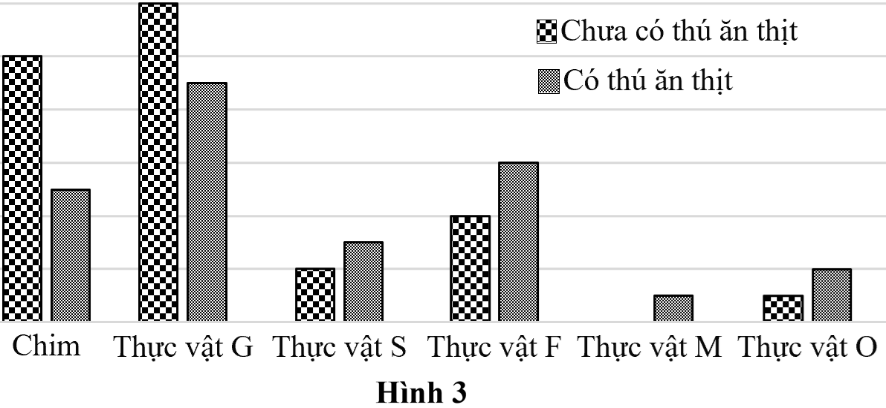 Chưa có thú ăn thịt
Có thú ăn thịt
Chim Thực vật G Thực vật S Thực vật F Thực vật M Thực vật O
Hình 3